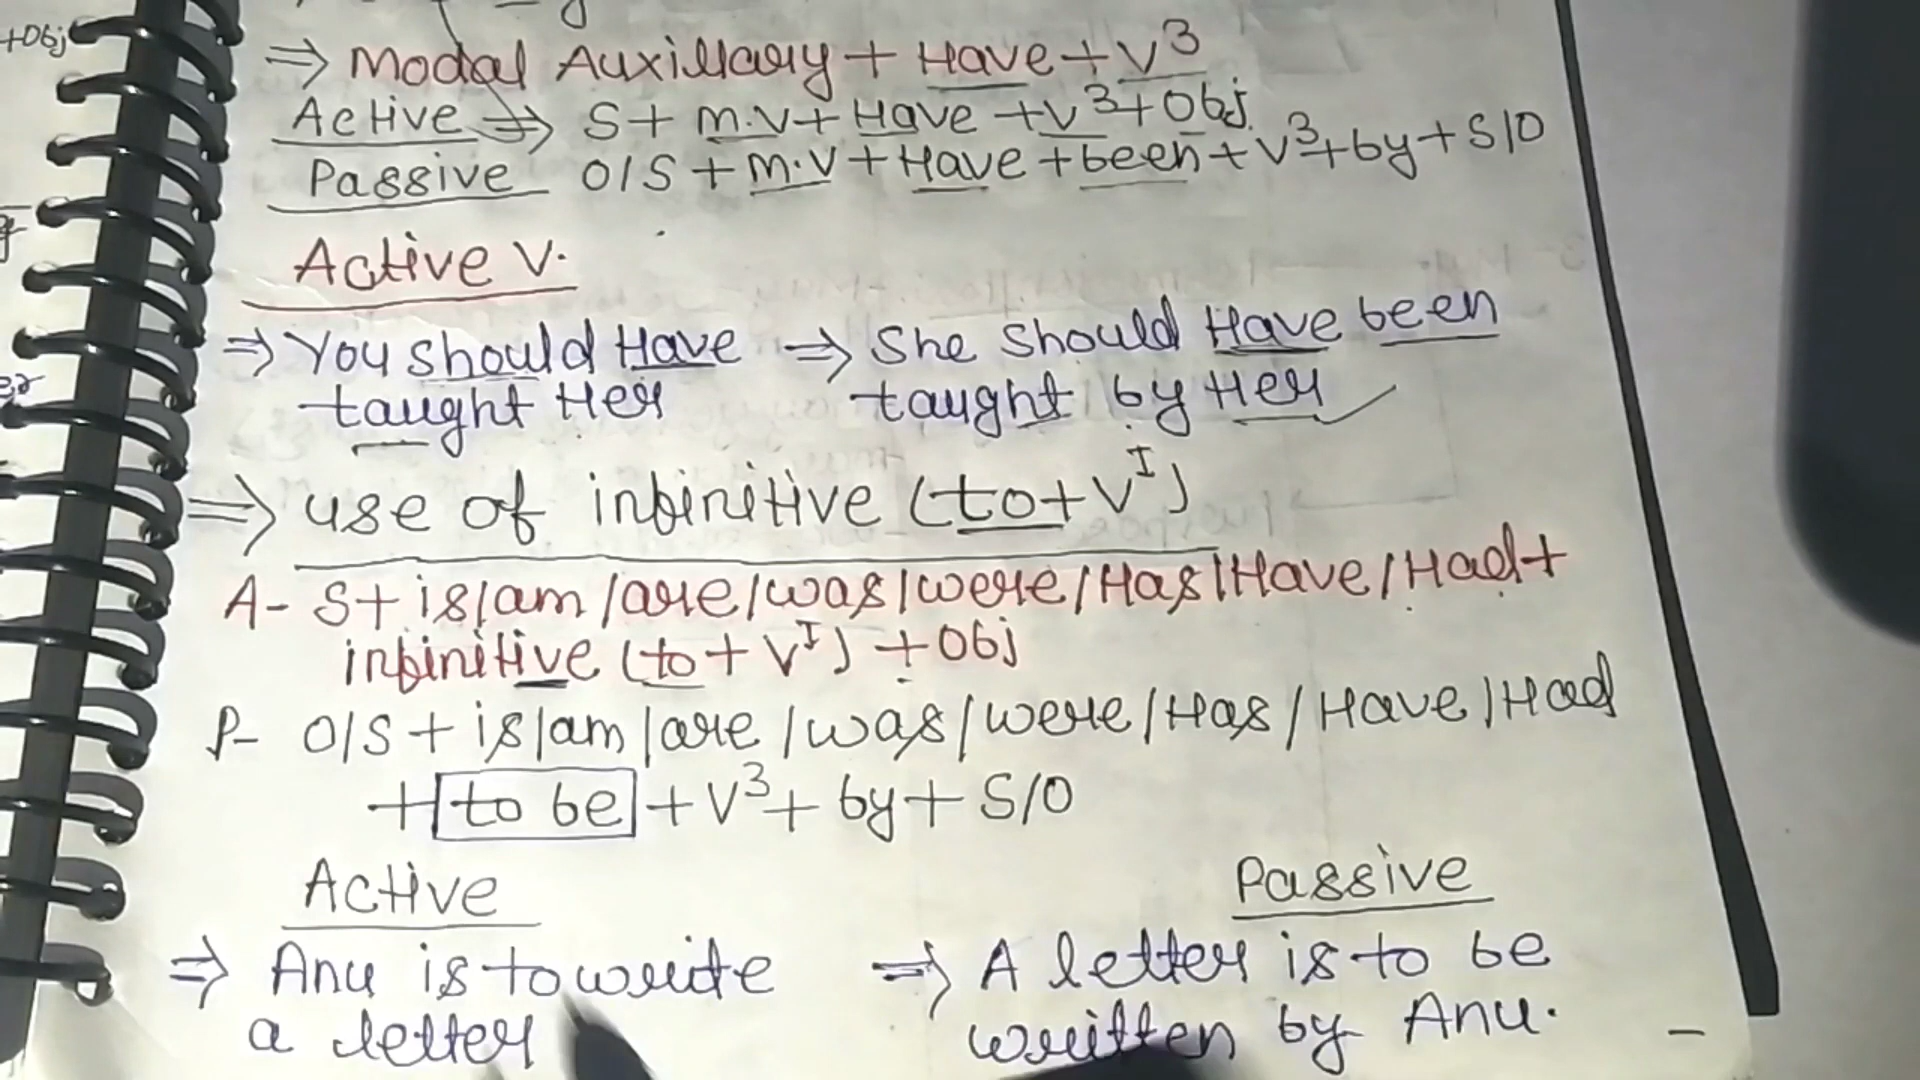 +Obj
⇒ Modal Auxillary + Have + V³
Active ⇒ S + m.v + Have + V³ + Obj
Passive O/S + m.v + Have + been + V³ + by + S/O
Active V.
⇒ You should Have ⇒ She should Have been
taught Her taught by Her
⇒ use of infinitive (to + V^I)
A- S + is/am/are/was/were/Has/Have/Had +
infinitive (to + V^I) + Obj
P- O/S + is/am/are/was/were/Has/Have/Had
+ to be + V³ + by + S/O
Active Passive
⇒ Anu is to write ⇒ A letter is to be
a letter written by Anu.